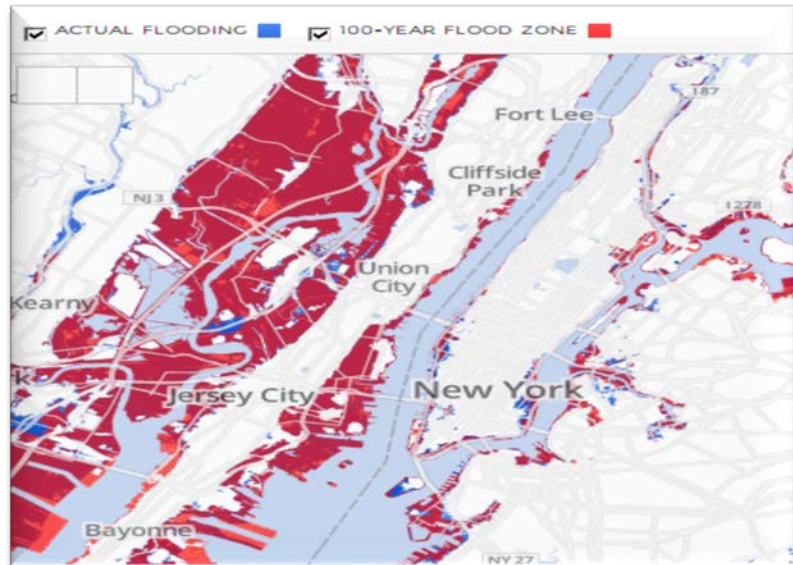 ACTUAL FLOODING 100-YEAR FLOOD ZONE
I 87
Fort Lee
Cliffside
Park
NJ 3
I 278
Union
City
Kearny
k
Jersey City
New York
Bayonne
NY 27